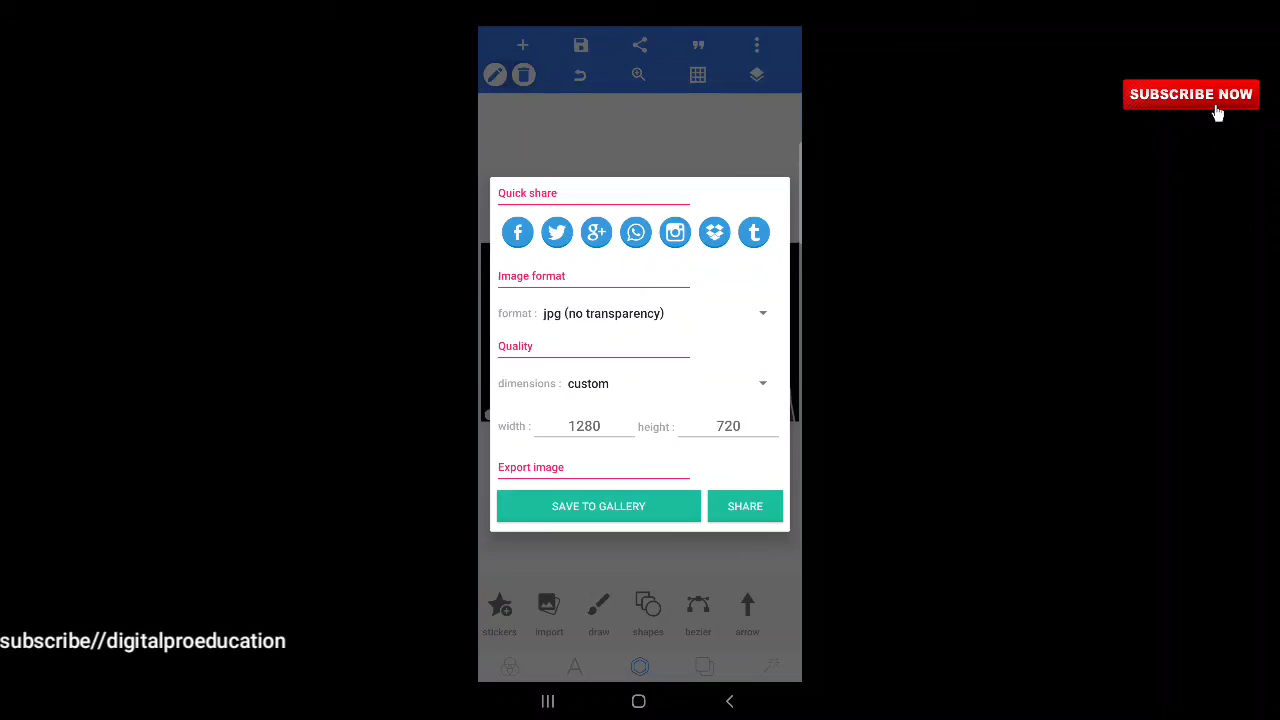 SUBSCRIBE NOW
Quick share
Image format
format : jpg (no transparency)
Quality
dimensions : custom
width : 1280 height : 720
Export image
SAVE TO GALLERY SHARE
stickers import draw shapes bezier arrow
subscribe//digitalproeducation